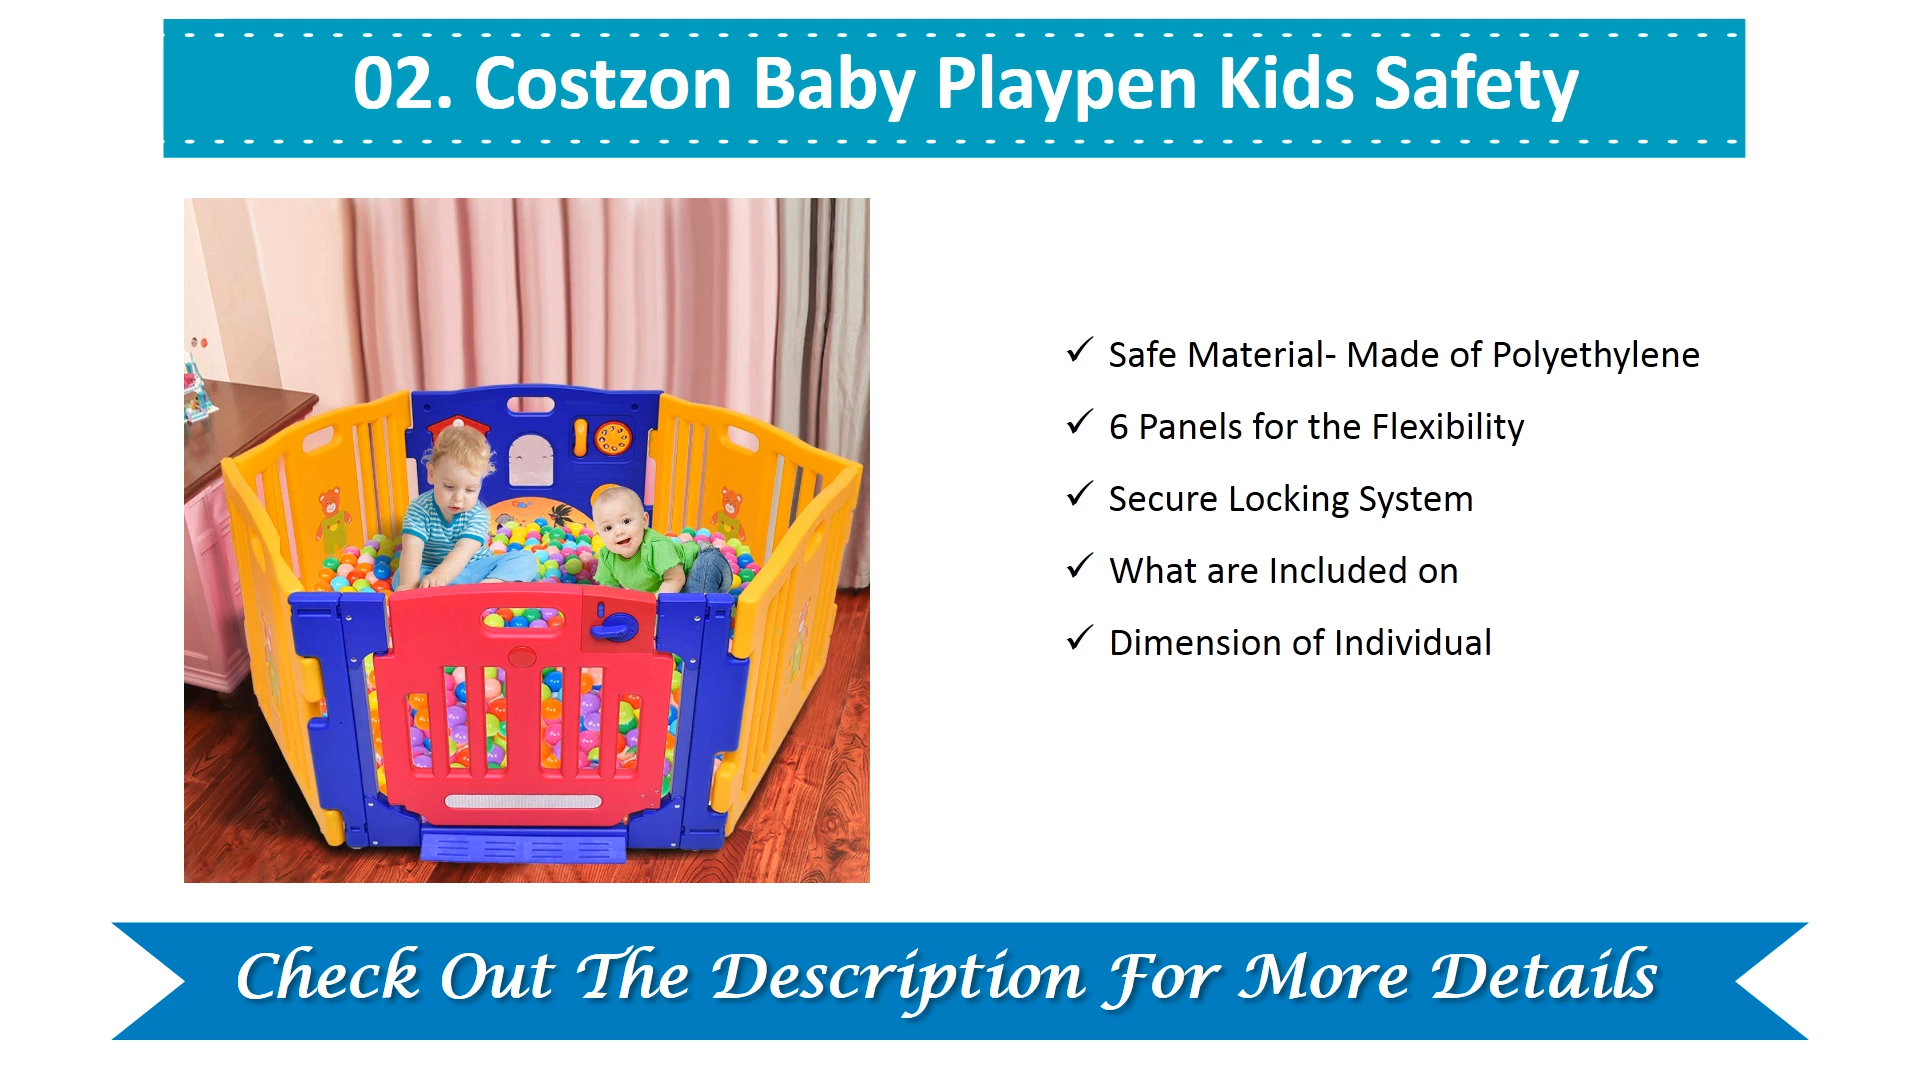 02. Costzon Baby Playpen Kids Safety
✓ Safe Material- Made of Polyethylene
✓ 6 Panels for the Flexibility
✓ Secure Locking System
✓ What are Included on
✓ Dimension of Individual
Check Out The Description For More Details